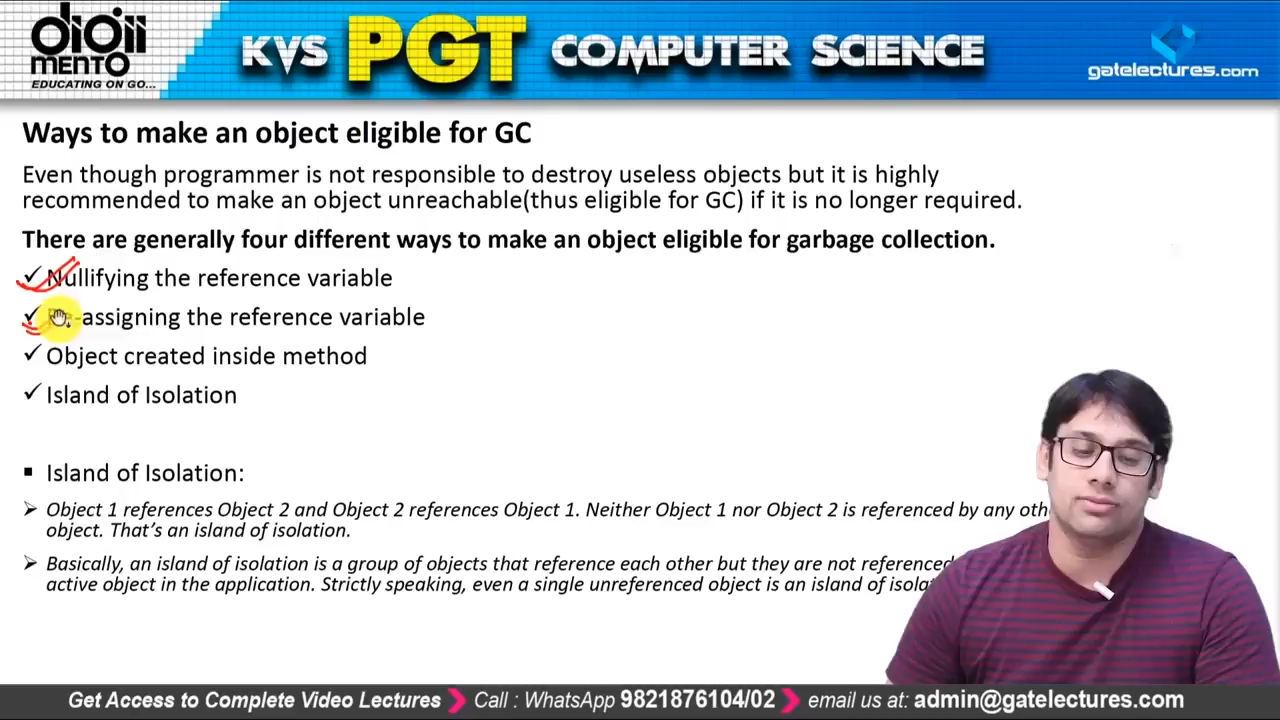 digii
MENTO
EDUCATING ON GO...
KVS PGT COMPUTER SCIENCE
gatelectures.com
Ways to make an object eligible for GC
Even though programmer is not responsible to destroy useless objects but it is highly
recommended to make an object unreachable(thus eligible for GC) if it is no longer required.
There are generally four different ways to make an object eligible for garbage collection.
✓ Nullifying the reference variable
✓ -assigning the reference variable
✓ Object created inside method
✓ Island of Isolation
▪ Island of Isolation:
➢ Object 1 references Object 2 and Object 2 references Object 1. Neither Object 1 nor Object 2 is referenced by any
object. That’s an island of isolation.
➢ Basically, an island of isolation is a group of objects that reference each other but they are not referenced
active object in the application. Strictly speaking, even a single unreferenced object is an island of
Get Access to Complete Video Lectures Call : WhatsApp 9821876104/02 email us at: admin@gatelectures.com